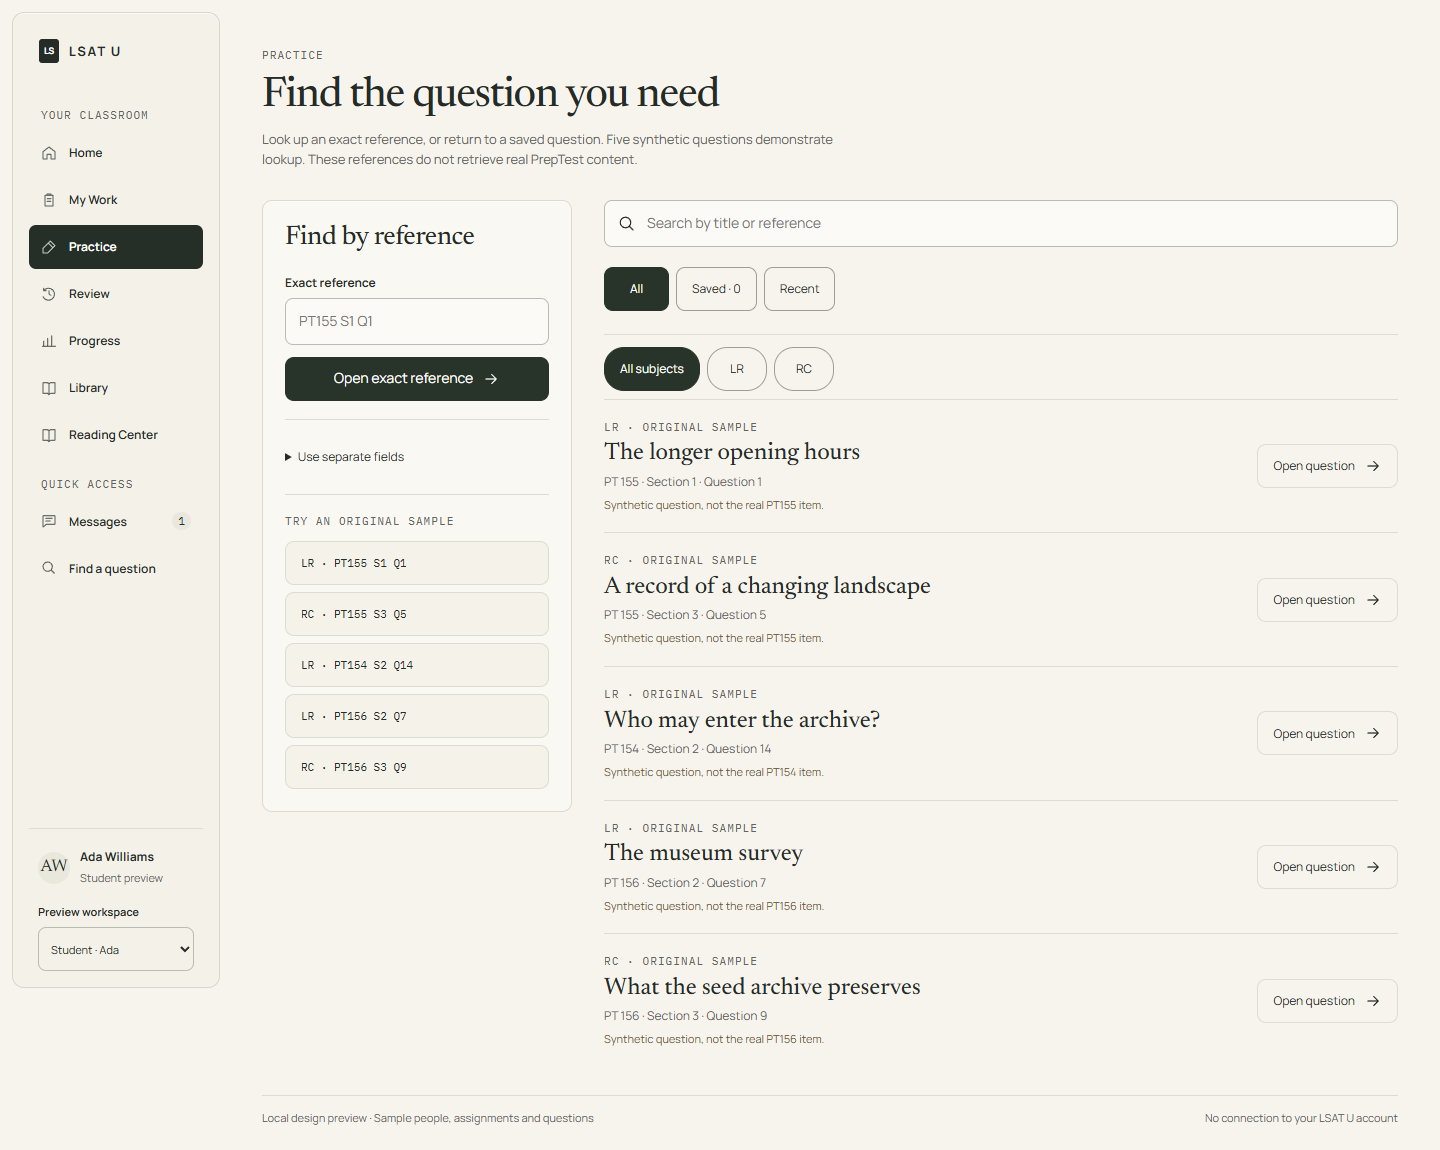 LS LSAT U
YOUR CLASSROOM
Home
My Work
Practice
Review
Progress
Library
Reading Center
QUICK ACCESS
Messages 1
Find a question
AW Ada Williams
Student preview
Preview workspace
Student · Ada
PRACTICE
Find the question you need
Look up an exact reference, or return to a saved question. Five synthetic questions demonstrate
lookup. These references do not retrieve real PrepTest content.
Find by reference
Exact reference
PT155 S1 Q1
Open exact reference →
Use separate fields
TRY AN ORIGINAL SAMPLE
LR · PT155 S1 Q1
RC · PT155 S3 Q5
LR · PT154 S2 Q14
LR · PT156 S2 Q7
RC · PT156 S3 Q9
Search by title or reference
All Saved · 0 Recent
All subjects LR RC
LR · ORIGINAL SAMPLE
The longer opening hours
PT 155 · Section 1 · Question 1
Synthetic question, not the real PT155 item.
Open question →
RC · ORIGINAL SAMPLE
A record of a changing landscape
PT 155 · Section 3 · Question 5
Synthetic question, not the real PT155 item.
Open question →
LR · ORIGINAL SAMPLE
Who may enter the archive?
PT 154 · Section 2 · Question 14
Synthetic question, not the real PT154 item.
Open question →
LR · ORIGINAL SAMPLE
The museum survey
PT 156 · Section 2 · Question 7
Synthetic question, not the real PT156 item.
Open question →
RC · ORIGINAL SAMPLE
What the seed archive preserves
PT 156 · Section 3 · Question 9
Synthetic question, not the real PT156 item.
Open question →
Local design preview · Sample people, assignments and questions
No connection to your LSAT U account